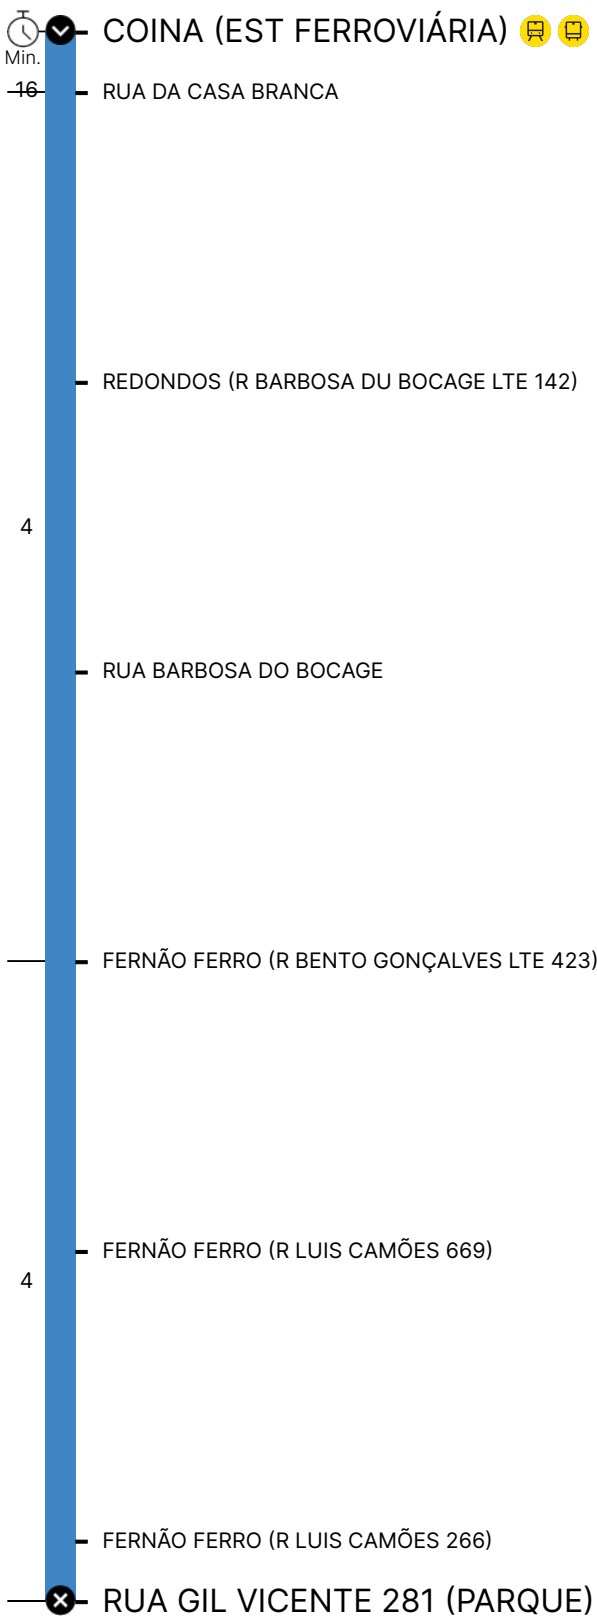 COINA (EST FERROVIÁRIA)
Min.
16
RUA DA CASA BRANCA
REDONDOS (R BARBOSA DU BOCAGE LTE 142)
4
RUA BARBOSA DO BOCAGE
FERNÃO FERRO (R BENTO GONÇALVES LTE 423)
FERNÃO FERRO (R LUIS CAMÕES 669)
4
FERNÃO FERRO (R LUIS CAMÕES 266)
RUA GIL VICENTE 281 (PARQUE)